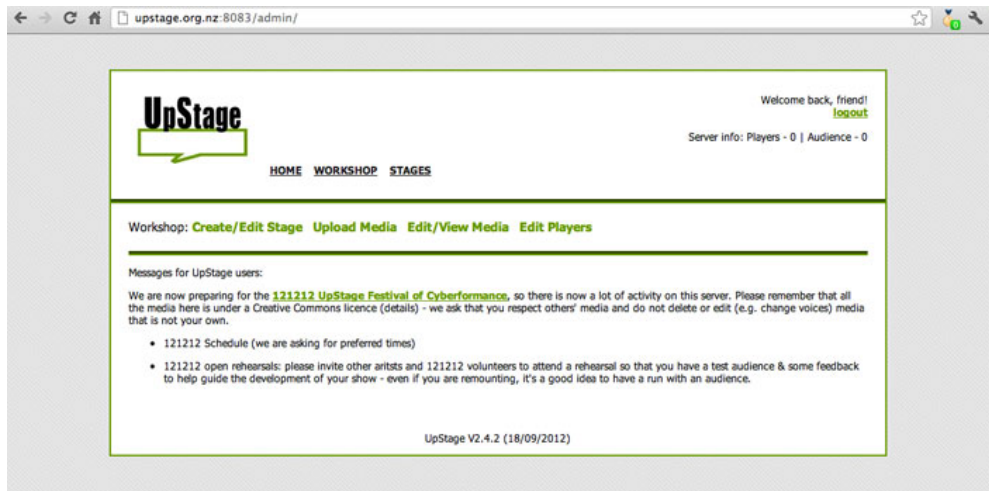 upstage.org.nz:8083/admin/
0
UpStage
Welcome back, friend!
logout
Server info: Players - 0 | Audience - 0
HOME WORKSHOP STAGES
Workshop: Create/Edit Stage Upload Media Edit/View Media Edit Players
Messages for UpStage users:
We are now preparing for the 121212 UpStage Festival of Cyberformance, so there is now a lot of activity on this server. Please remember that all
the media here is under a Creative Commons licence (details) - we ask that you respect others' media and do not delete or edit (e.g. change voices) media
that is not your own.
• 121212 Schedule (we are asking for preferred times)
• 121212 open rehearsals: please invite other aritsts and 121212 volunteers to attend a rehearsal so that you have a test audience & some feedback
to help guide the development of your show - even if you are remounting, it's a good idea to have a run with an audience.
UpStage V2.4.2 (18/09/2012)